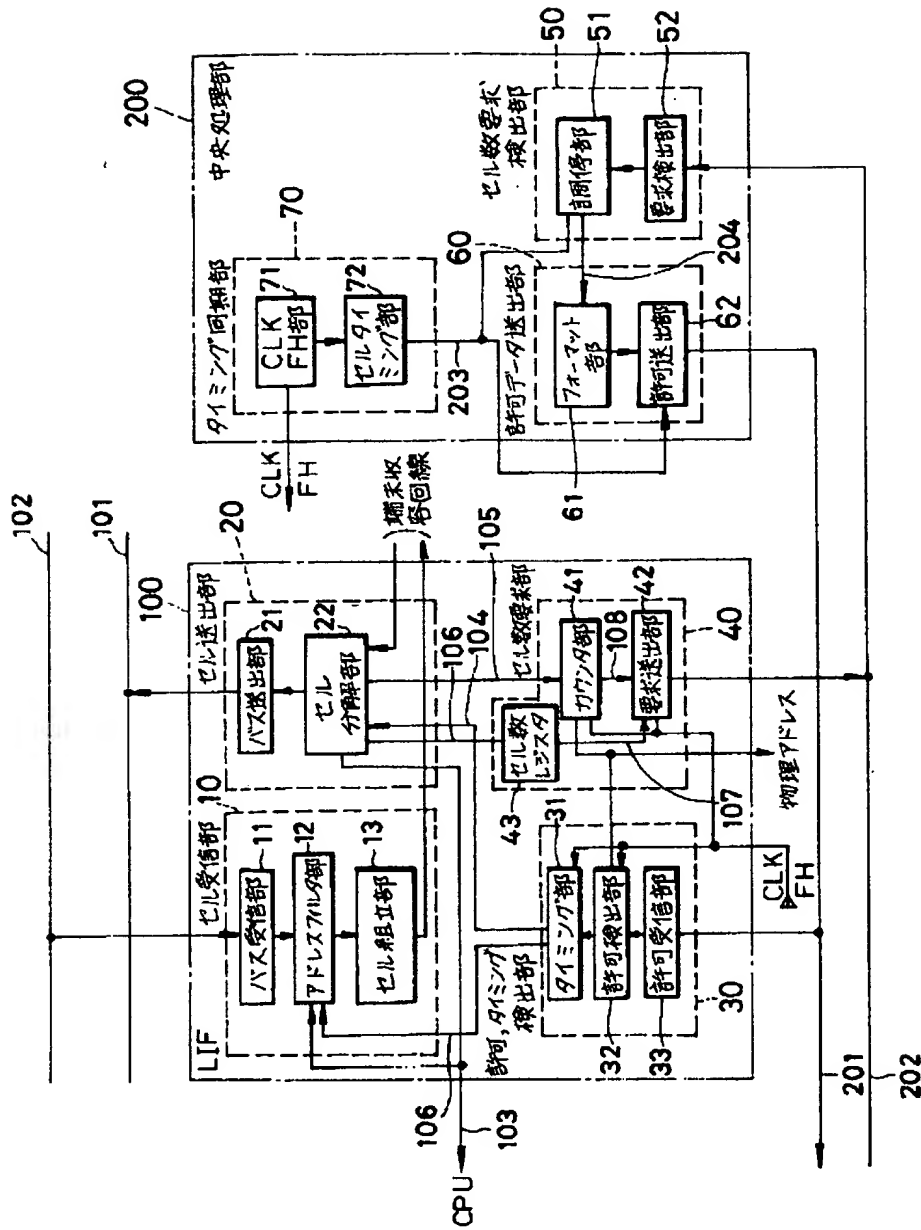 102
101
100
セル送出部
20
バス送出部
21
セル
分解部
22
端末収
容回線
セル受信部
10
バス受信部
11
アドレスフィルタ部
12
セル組立部
13
LIF
106
104
105
セル数要求部
カウンタ部
41
108
要求送出部
42
40
セル数
レジスタ
43
107
物理アドレス
許可,タイミング
検出部
タイミング部
31
許可検出部
32
許可受信部
33
30
CLK
FH
106
103
CPU
201
202
200
中央処理部
タイミング同期部
70
CLK
FH部
71
セルタイ
ミング部
72
CLK
FH
203
セル数要求
検出部
50
調停部
51
要求検出部
52
204
許可データ送出部
60
フォーマット
部
61
許可送出部
62